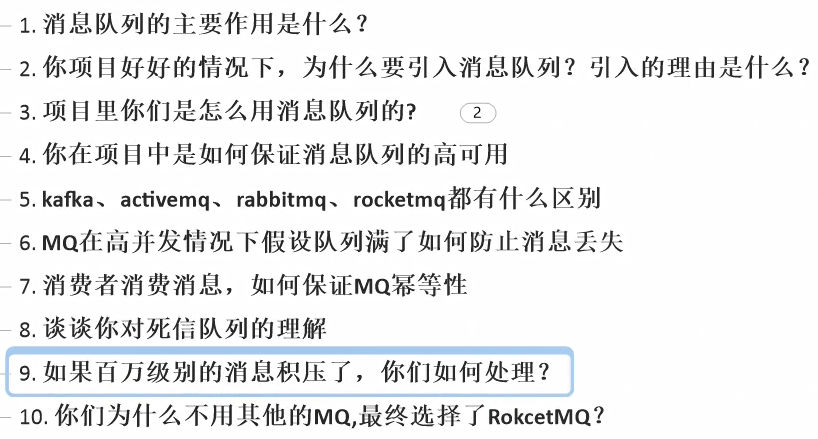 1. 消息队列的主要作用是什么？
2. 你项目好好的情况下，为什么要引入消息队列？引入的理由是什么？
3. 项目里你们是怎么用消息队列的? 2
4. 你在项目中是如何保证消息队列的高可用
5. kafka、activemq、rabbitmq、rocketmq都有什么区别
6. MQ在高并发情况下假设队列满了如何防止消息丢失
7. 消费者消费消息，如何保证MQ幂等性
8. 谈谈你对死信队列的理解
9. 如果百万级别的消息积压了，你们如何处理？
10. 你们为什么不用其他的MQ,最终选择了RokcetMQ？